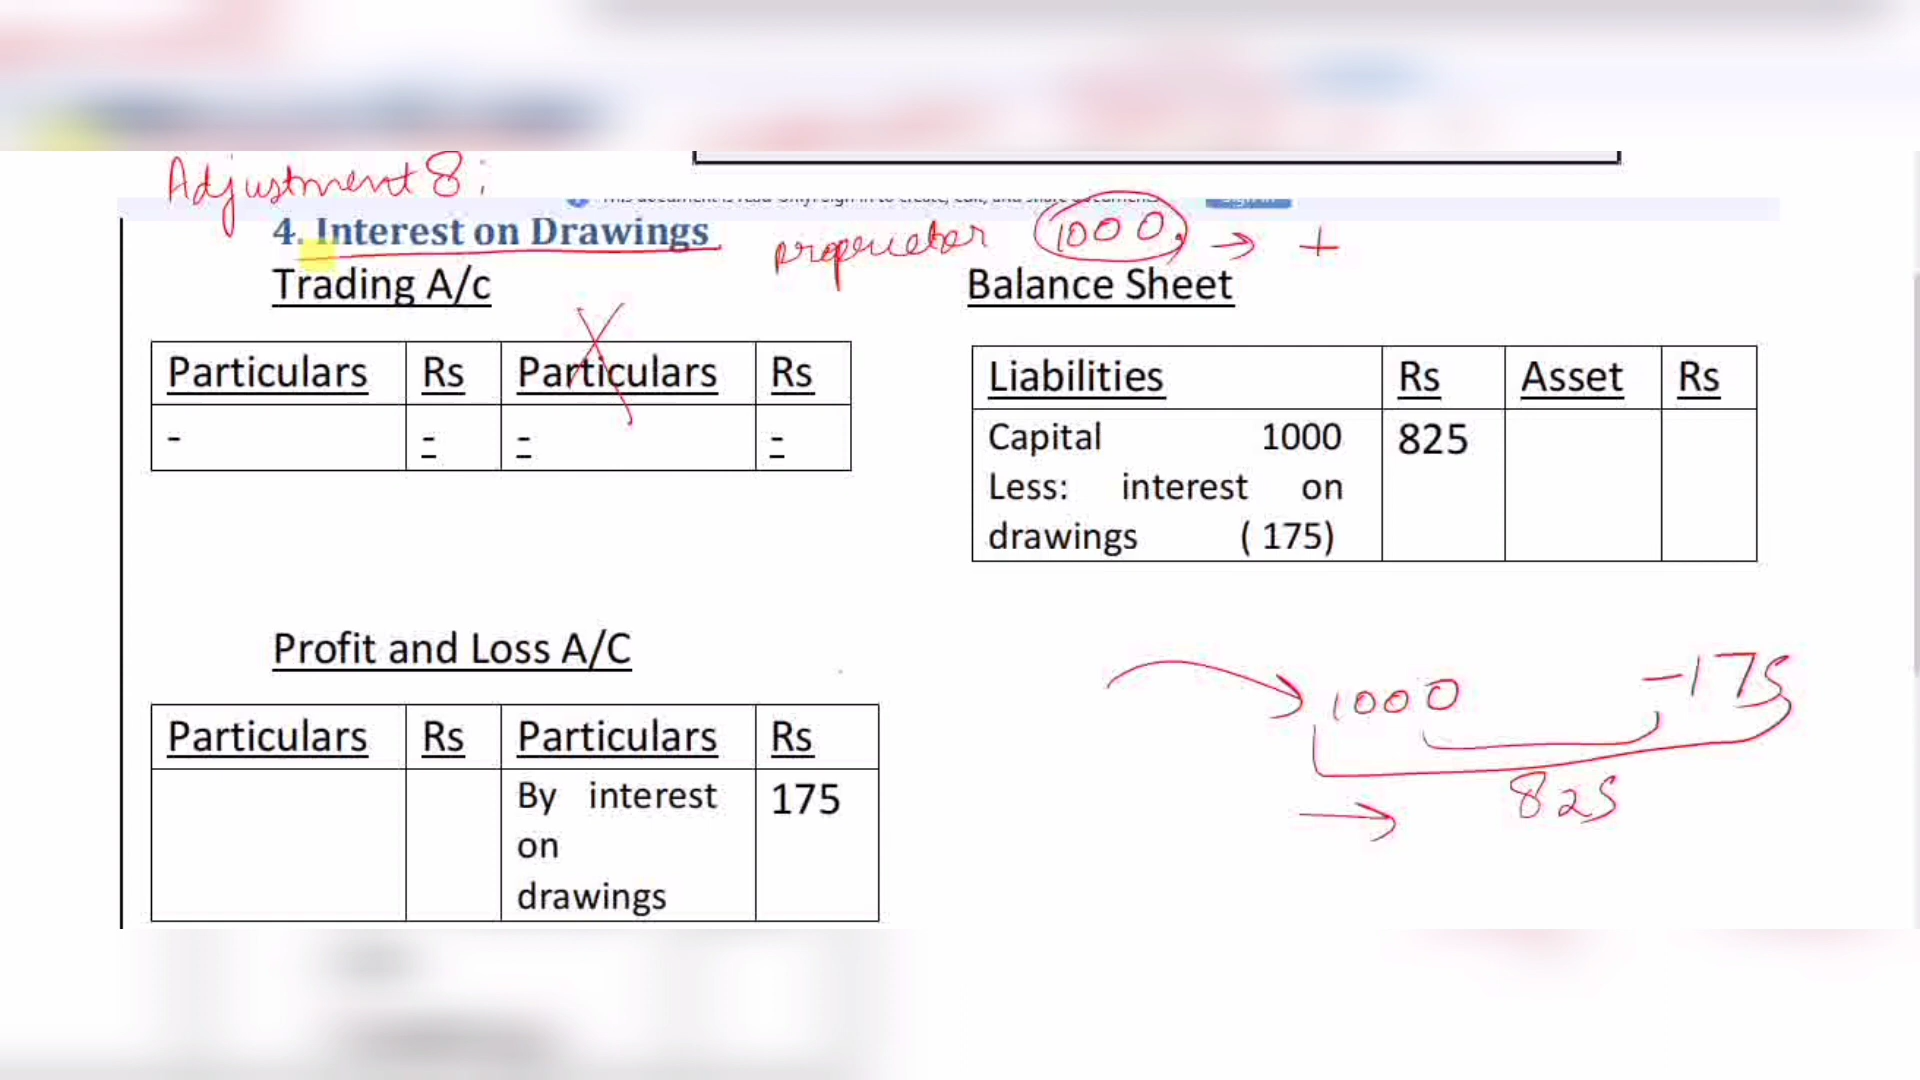 Adjustment 8:
4. Interest on Drawings
proprietor 1000, → +
Trading A/c
Particulars Rs Particulars Rs
- - - -
Balance Sheet
Liabilities Rs Asset Rs
Capital 1000 825
Less: interest on
drawings ( 175)
Profit and Loss A/C
Particulars Rs Particulars Rs
By interest 175
on
drawings
1000 -175
825